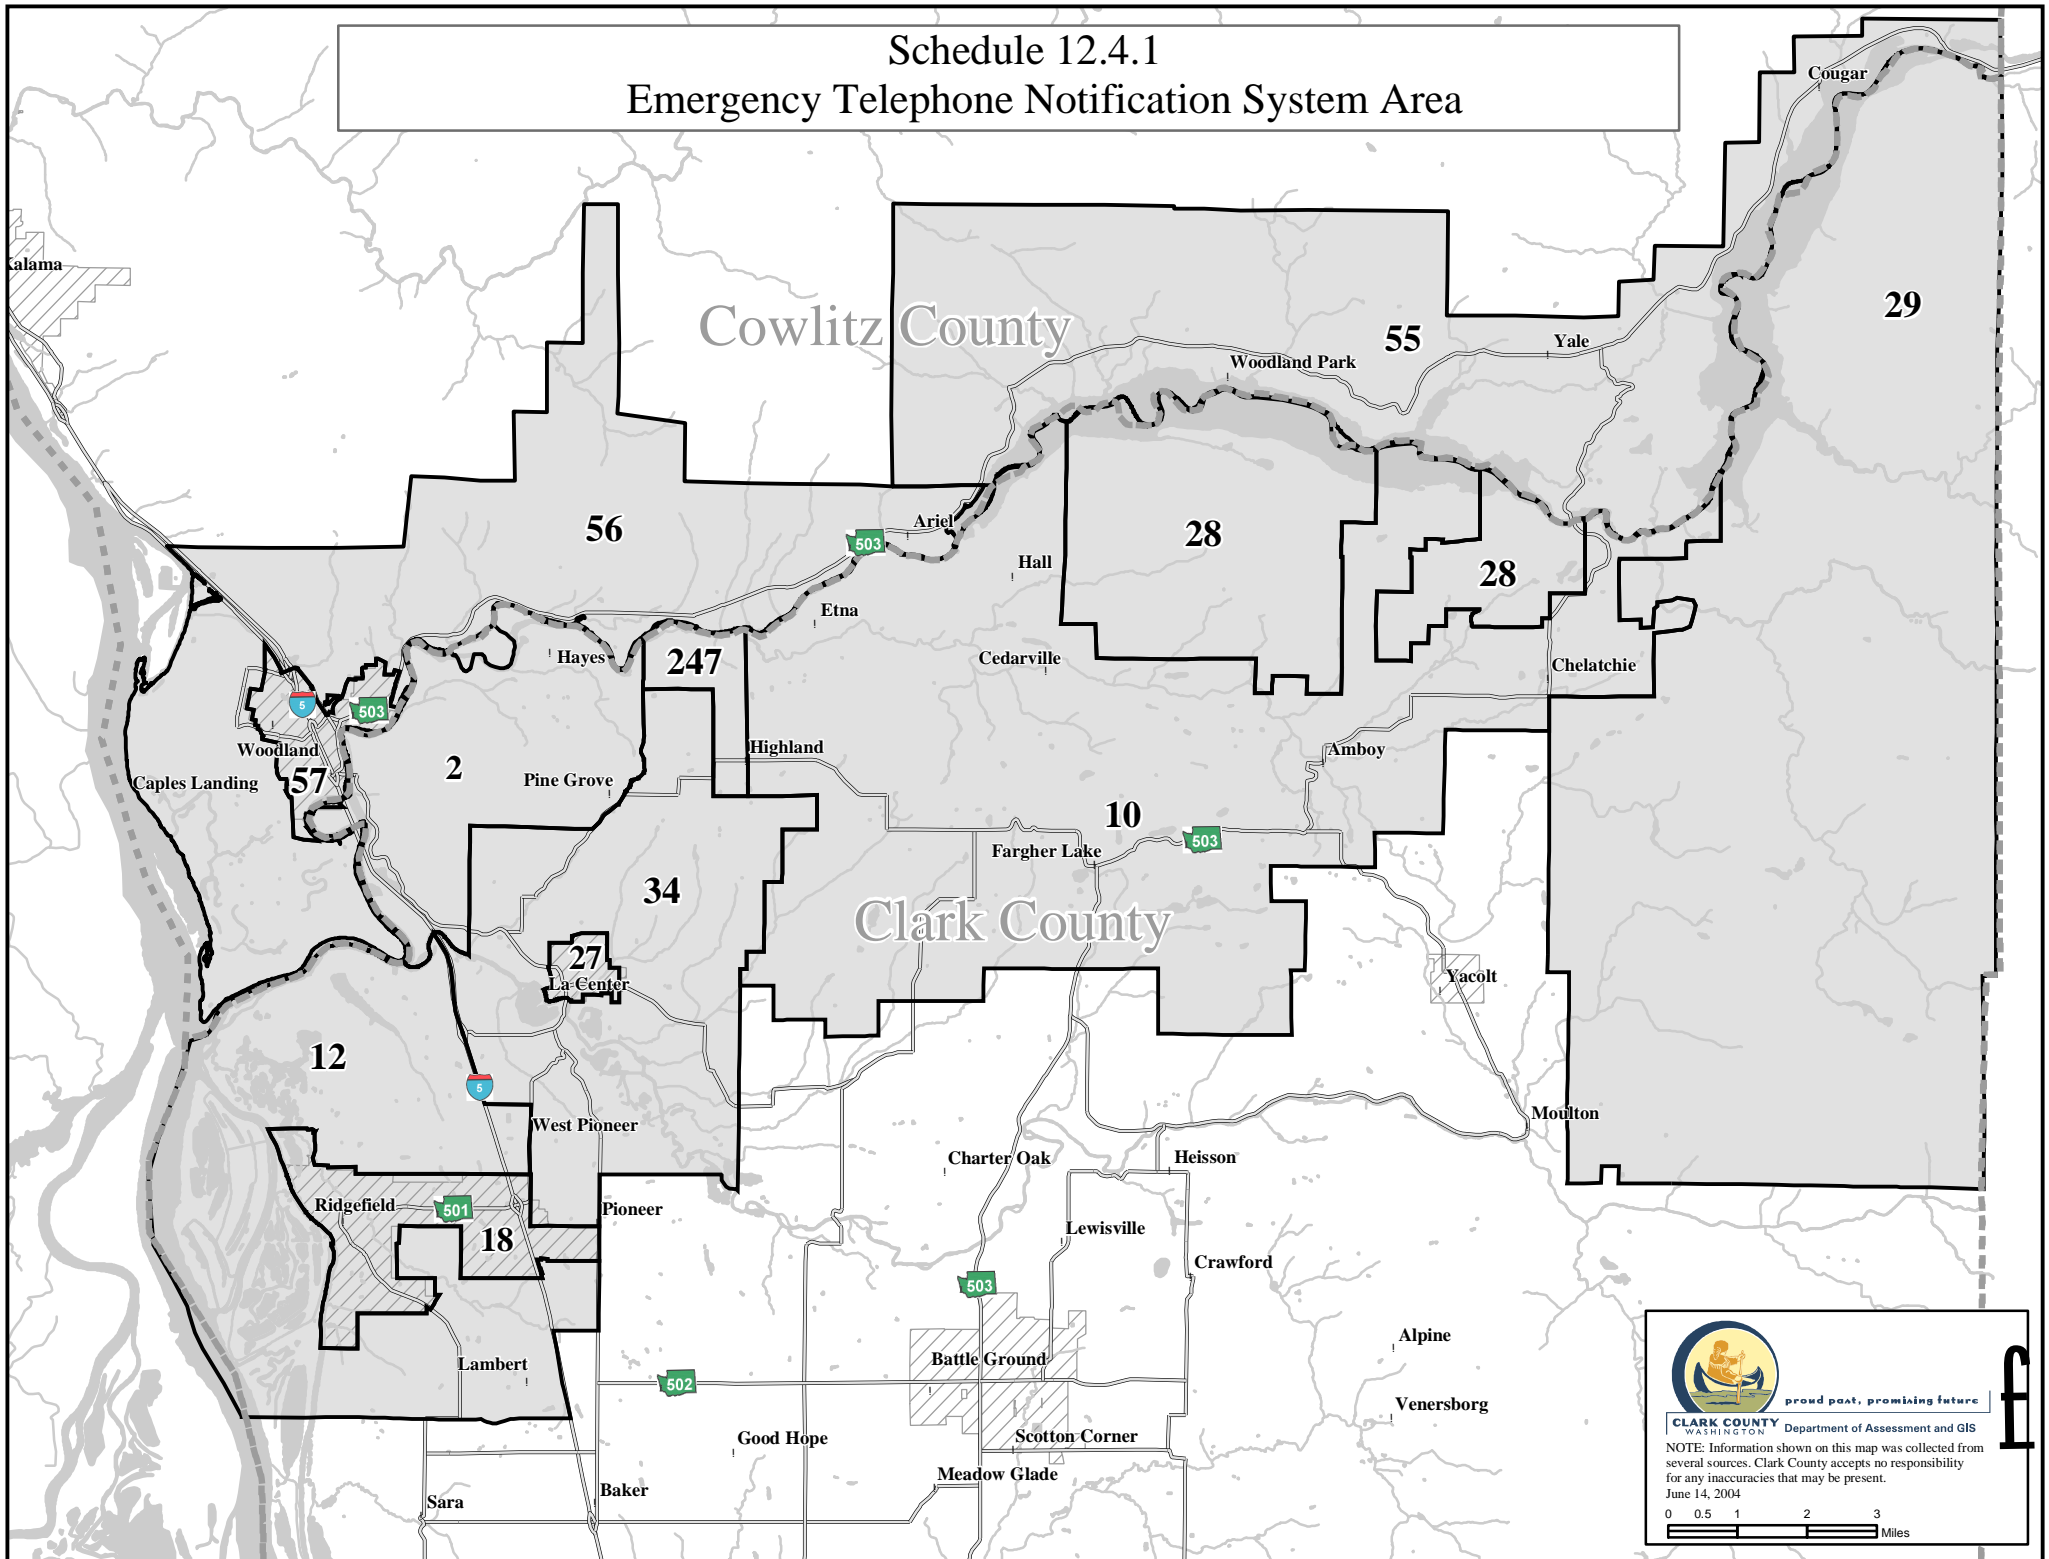 Schedule 12.4.1
Emergency Telephone Notification System Area
Cougar
Kalama
29
Cowlitz County
55
Yale
Woodland Park
56
Ariel
503
28
Hall
28
Etna
Hayes
247
Cedarville
Chelatchie
5
503
Woodland
Highland
Amboy
2
Pine Grove
57
Caples Landing
10
503
Fargher Lake
34
Clark County
27
La Center
Yacolt
12
5
Moulton
West Pioneer
Charter Oak
Heisson
Ridgefield
501
Pioneer
18
Lewisville
Crawford
503
Alpine
Lambert
Battle Ground
502
Venersborg
Good Hope
Scotton Corner
Meadow Glade
Baker
Sara
proud past, promising future
CLARK COUNTY
WASHINGTON
Department of Assessment and GIS
NOTE: Information shown on this map was collected from
several sources. Clark County accepts no responsibility
for any inaccuracies that may be present.
June 14, 2004
0 0.5 1 2 3
Miles
f